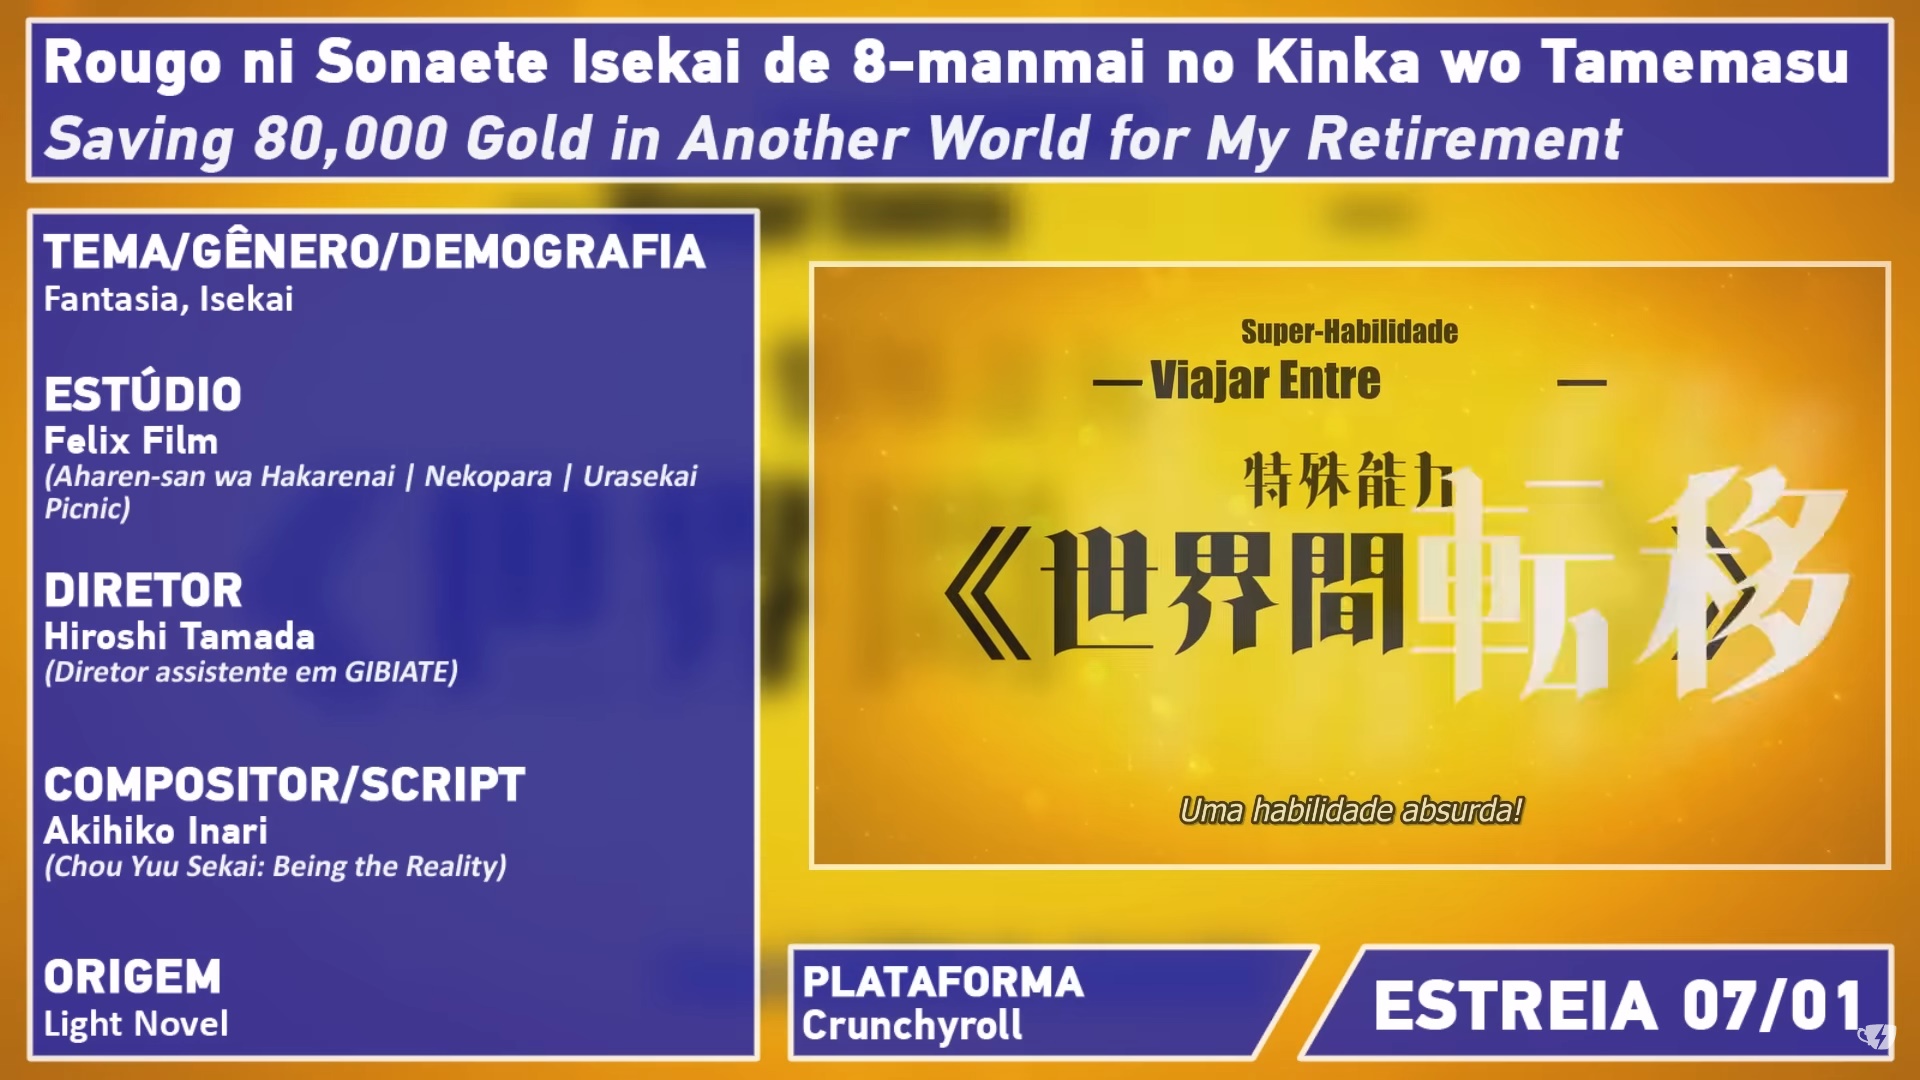 Rougo ni Sonaete Isekai de 8-manmai no Kinka wo Tamemasu
Saving 80,000 Gold in Another World for My Retirement
TEMA/GÊNERO/DEMOGRAFIA
Fantasia, Isekai
ESTÚDIO
Felix Film
(Aharen-san wa Hakarenai | Nekopara | Urasekai
Picnic)
DIRETOR
Hiroshi Tamada
(Diretor assistente em GIBIATE)
COMPOSITOR/SCRIPT
Akihiko Inari
(Chou Yuu Sekai: Being the Reality)
ORIGEM
Light Novel
Super-Habilidade
— Viajar Entre —
特殊能力
《世界間転移》
Uma habilidade absurda!
PLATAFORMA
Crunchyroll
ESTREIA 07/01